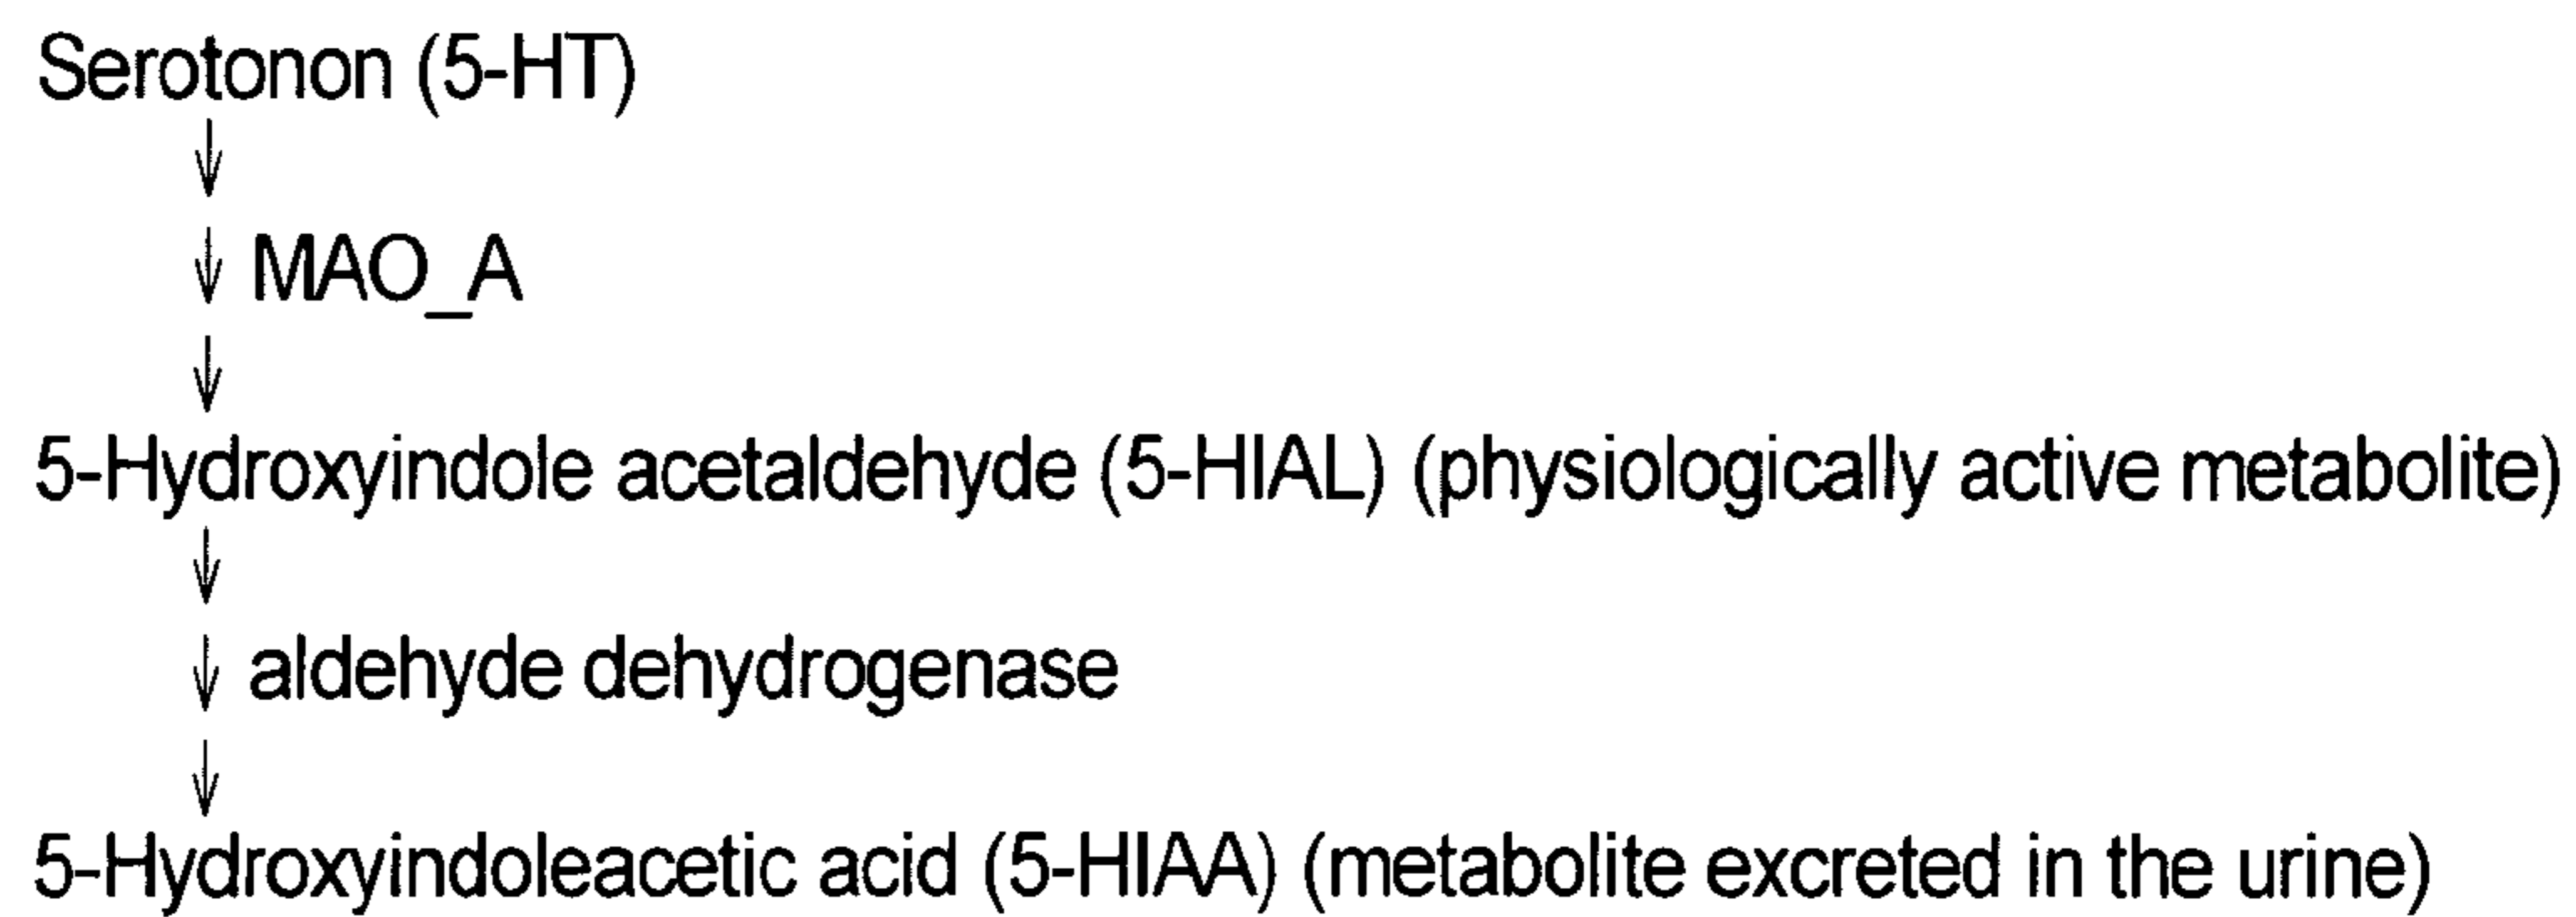 Serotonon (5-HT)
MAO_A
5-Hydroxyindole acetaldehyde (5-HIAL) (physiologically active metabolite)
aldehyde dehydrogenase
5-Hydroxyindoleacetic acid (5-HIAA) (metabolite excreted in the urine)